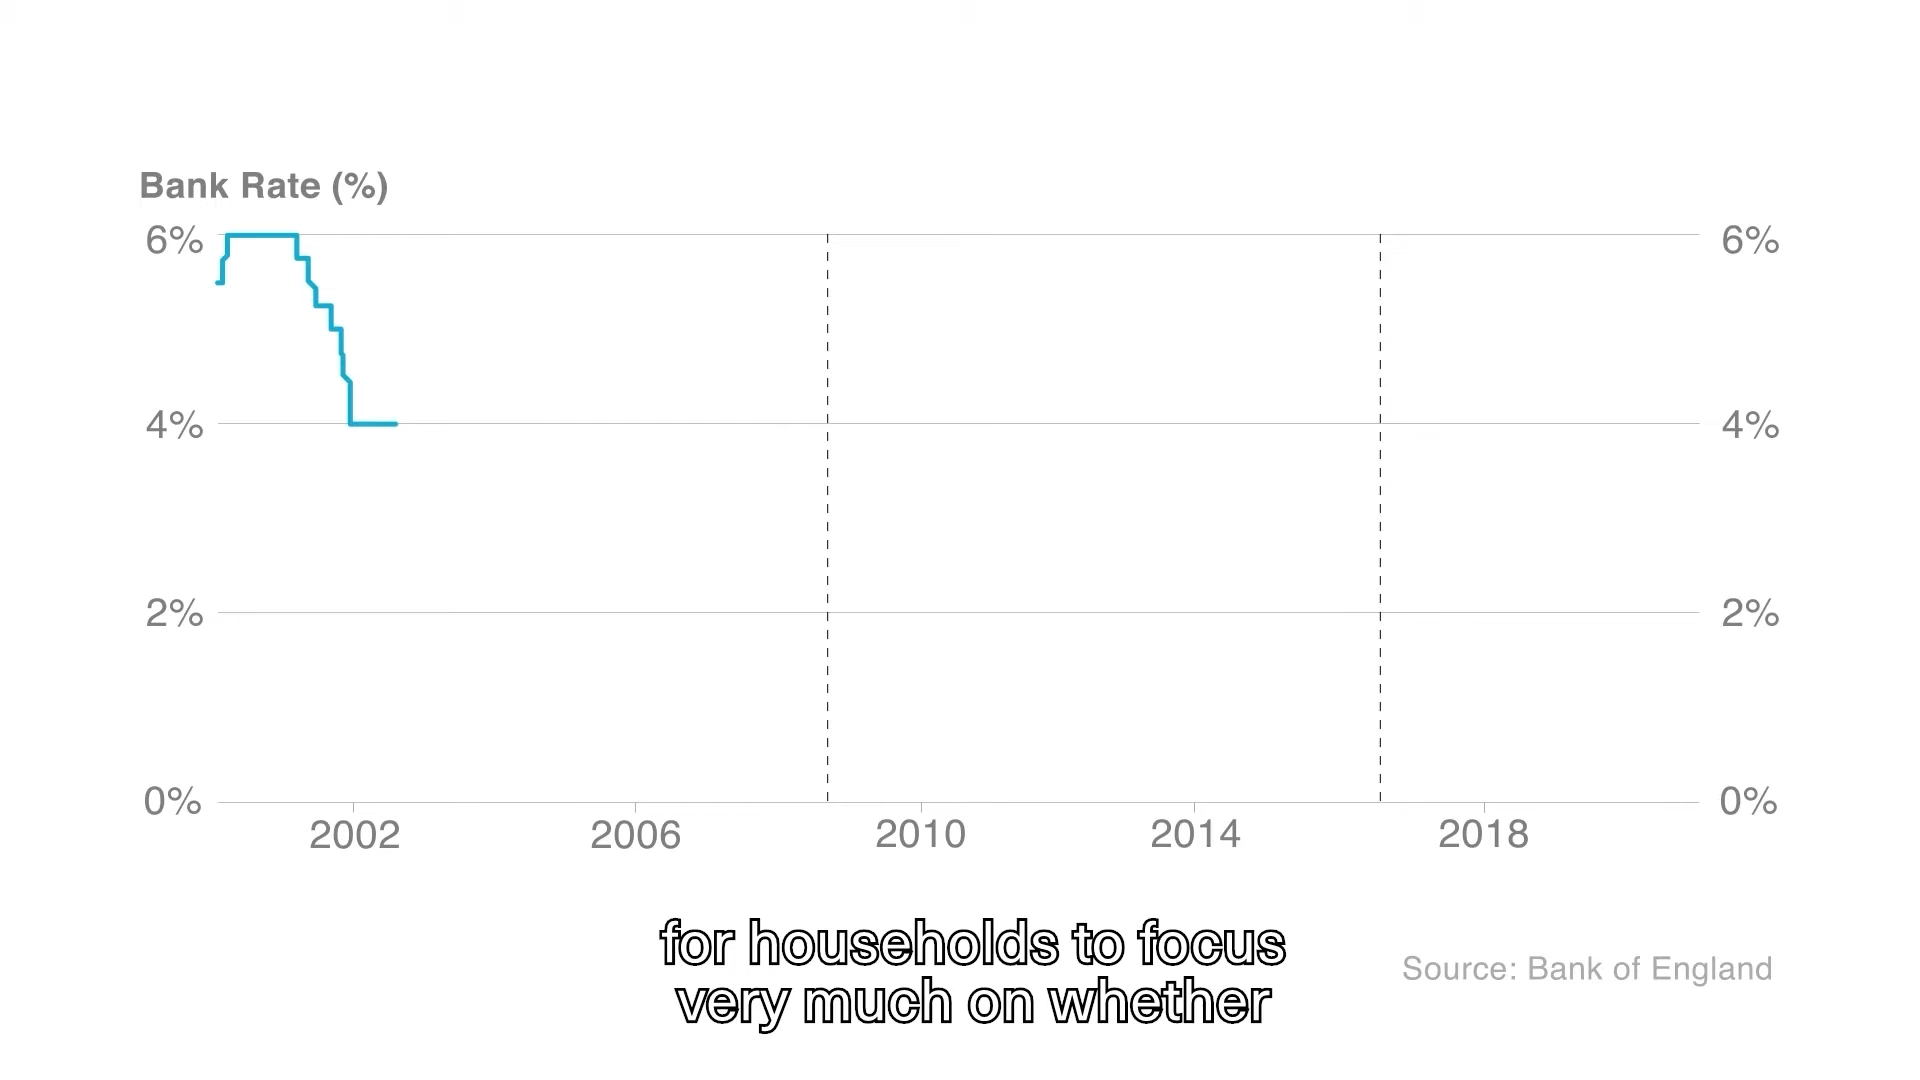 Bank Rate (%)
6% 6%
4% 4%
2% 2%
0% 0%
2002 2006 2010 2014 2018
for households to focus
very much on whether
Source: Bank of England